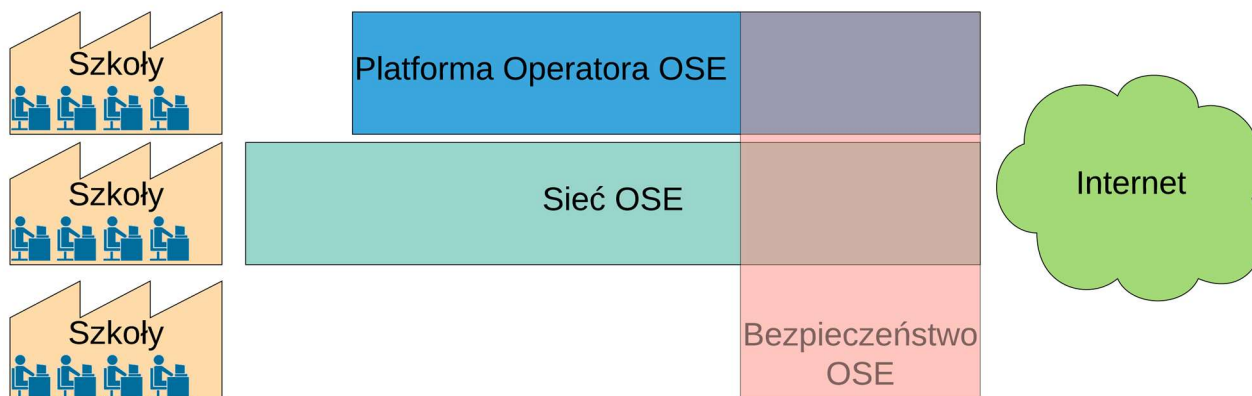 Szkoły
Platforma Operatora OSE
Szkoły
Sieć OSE
Internet
Szkoły
Bezpieczeństwo
OSE